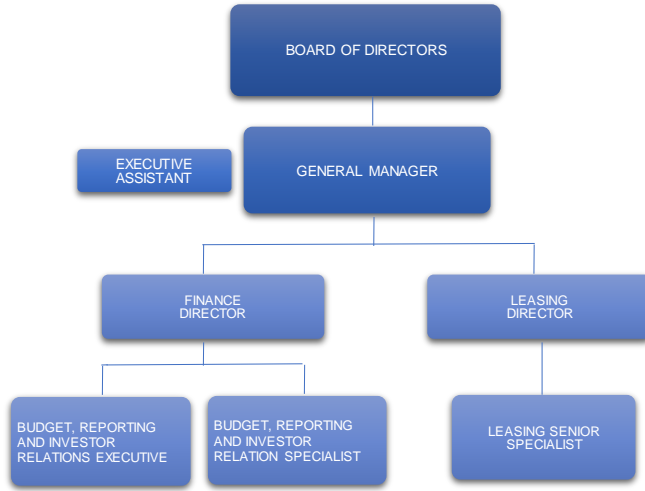 BOARD OF DIRECTORS
EXECUTIVE
ASSISTANT
GENERAL MANAGER
FINANCE
DIRECTOR
LEASING
DIRECTOR
BUDGET, REPORTING
AND INVESTOR
RELATIONS EXECUTIVE
BUDGET, REPORTING
AND INVESTOR
RELATION SPECIALIST
LEASING SENIOR
SPECIALIST